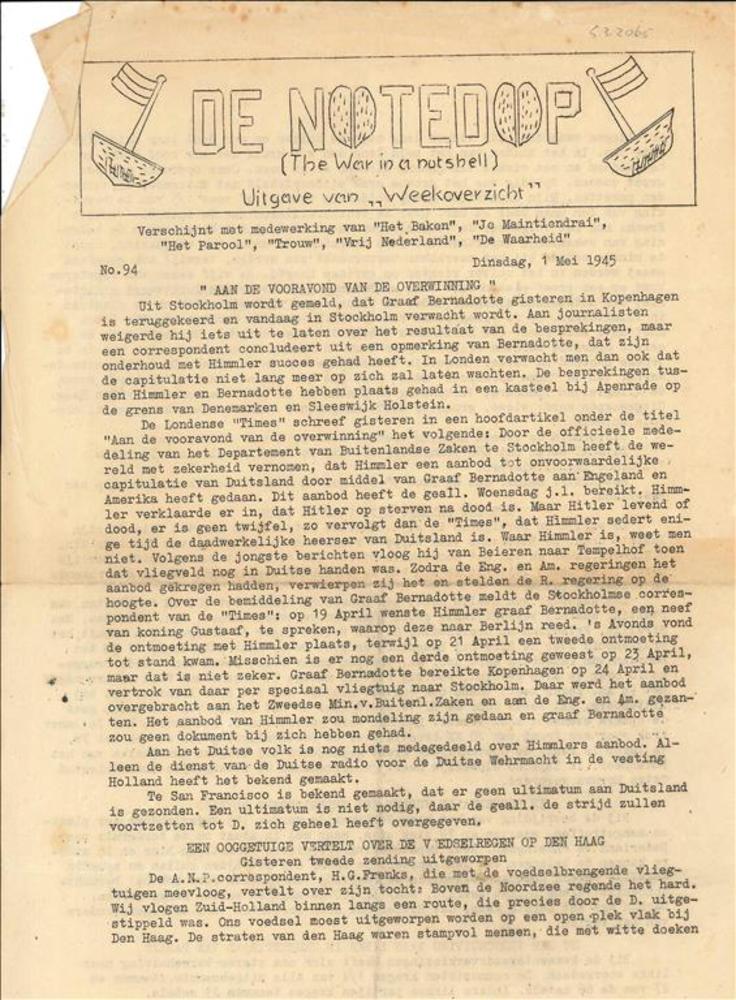 532065
DE NOOTEDOOP
(The War in a nutshell)
Uitgave van „Weekoverzicht"
Verschijnt met medewerking van "Het Baken", "Je Maintiendrai",
"Het Parool", "Trouw", "Vrij Nederland", "De Waarheid"
No.94
Dinsdag, 1 Mei 1945
" AAN DE VOORAVOND VAN DE OVERWINNING "
Uit Stockholm wordt gemeld, dat Graaf Bernadotte gisteren in Kopenhagen
is teruggekeerd en vandaag in Stockholm verwacht wordt. Aan journalisten
weigerde hij iets uit te laten over het resultaat van de besprekingen, maar
een correspondent concludeert uit een opmerking van Bernadotte, dat zijn
onderhoud met Himmler succes gehad heeft. In Londen verwacht men dan ook dat
de capitulatie niet lang meer op zich zal laten wachten. De besprekingen tus-
sen Himmler en Bernadotte hebben plaats gehad in een kasteel bij Apenrade op
de grens van Denemarken en Sleeswijk Holstein.
De Londense "Times" schreef gisteren in een hoofdartikel onder de titel
"Aan de vooravond van de overwinning" het volgende: Door de officieele mede-
deling van het Departement van Buitenlandse Zaken te Stockholm heeft de we-
reld met zekerheid vernomen, dat Himmler een aanbod tot onvoorwaardelijke
capitulatie van Duitsland door middel van Graaf Bernadotte aan Engeland en
Amerika heeft gedaan. Dit aanbod heeft de geall. Woensdag j.l. bereikt. Himm-
ler verklaarde er in, dat Hitler op sterven na dood is. Maar Hitler levend of
dood, er is geen twijfel, zo vervolgt dan de "Times", dat Himmler sedert eni-
ge tijd de daadwerkelijke heerser van Duitsland is. Waar Himmler is, weet men
niet. Volgens de jongste berichten vloog hij van Beieren naar Tempelhof toen
dat vliegveld nog in Duitse handen was. Zodra de Eng. en Am. regeringen het
aanbod gekregen hadden, verwierpen zij het en stelden de R. regering op de
hoogte. Over de bemiddeling van Graaf Bernadotte meldt de Stockholmse corres-
pondent van de "Times": op 19 April wenste Himmler graaf Bernadotte, een neef
van koning Gustaaf, te spreken, waarop deze naar Berlijn reed. 's Avonds vond
de ontmoeting met Himmler plaats, terwijl op 21 April een tweede ontmoeting
tot stand kwam. Misschien is er nog een derde ontmoeting geweest op 23 April,
maar dat is niet zeker. Graaf Bernadotte bereikte Kopenhagen op 24 April en
vertrok van daar per speciaal vliegtuig naar Stockholm. Daar werd het aanbod
overgebracht aan het Zweedse Min.v.Buitenl.Zaken en aan de Eng. en Am. gezan-
ten. Het aanbod van Himmler zou mondeling zijn gedaan en graaf Bernadotte
zou geen dokument bij zich hebben gehad.
Aan het Duitse volk is nog niets medegedeeld over Himmlers aanbod. Al-
leen de dienst van de Duitse radio voor de Duitse Wehrmacht in de vesting
Holland heeft het bekend gemaakt.
Te San Francisco is bekend gemaakt, dat er geen ultimatum aan Duitsland
is gezonden. Een ultimatum is niet nodig, daar de geall. de strijd zullen
voortzetten tot D. zich geheel heeft overgegeven.
EEN OOGGETUIGE VERTELT OVER DE V EDSELREGEN OP DEN HAAG
Gisteren tweede zending uitgeworpen
De A.N.P.correspondent, H.G.Frenks, die met de voedselbrengende vlieg-
tuigen meevloog, vertelt over zijn tocht: Boven de Noordzee regende het hard.
Wij vlogen Zuid-Holland binnen langs een route, die precies door de D. uitge-
stippeld was. Ons voedsel moest uitgeworpen worden op een open plek vlak bij
Den Haag. De straten van den Haag waren stampvol mensen, die met witte doeken